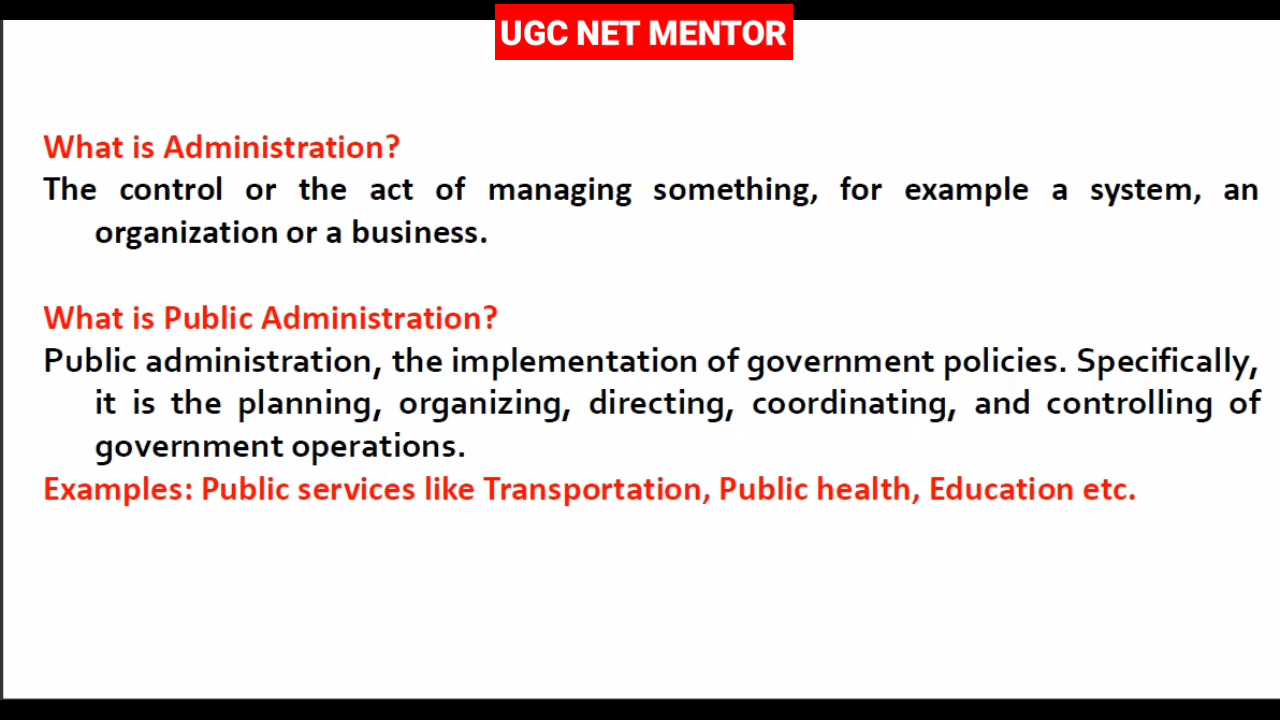 UGC NET MENTOR
What is Administration?
The control or the act of managing something, for example a system, an
organization or a business.
What is Public Administration?
Public administration, the implementation of government policies. Specifically,
it is the planning, organizing, directing, coordinating, and controlling of
government operations.
Examples: Public services like Transportation, Public health, Education etc.